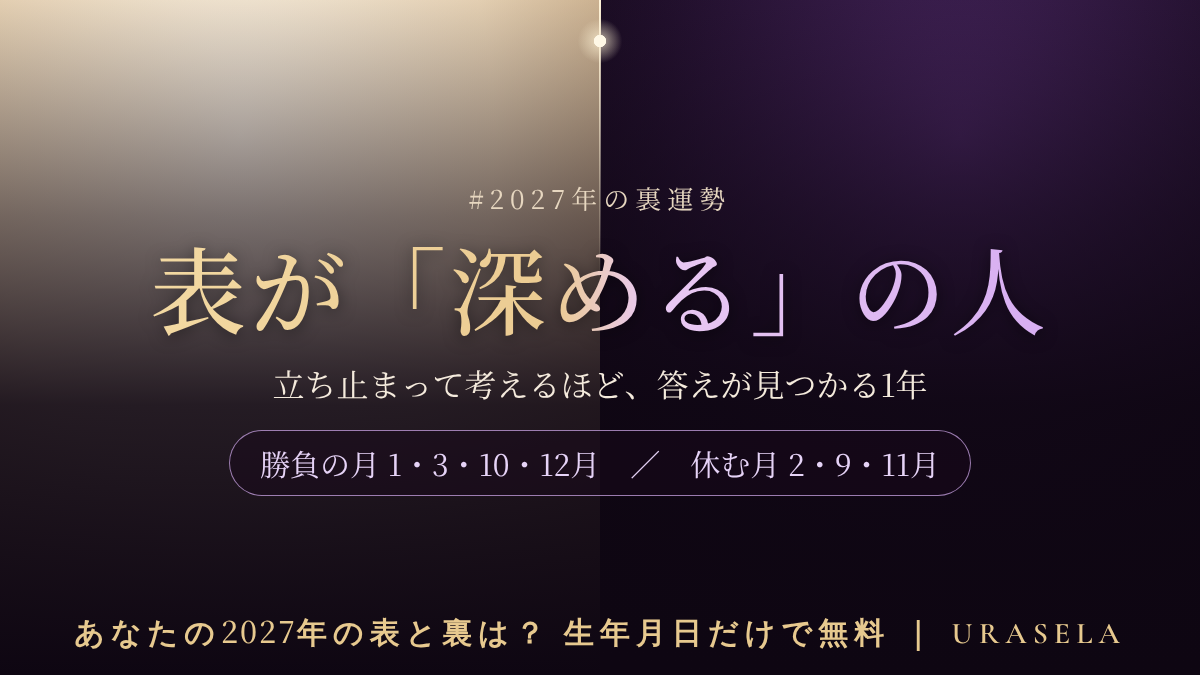 #2027年の裏運勢
表が「深める」の人
立ち止まって考えるほど、答えが見つかる1年
勝負の月 1・3・10・12月　／　休む月 2・9・11月
あなたの2027年の表と裏は？ 生年月日だけで無料 ｜ URASELA